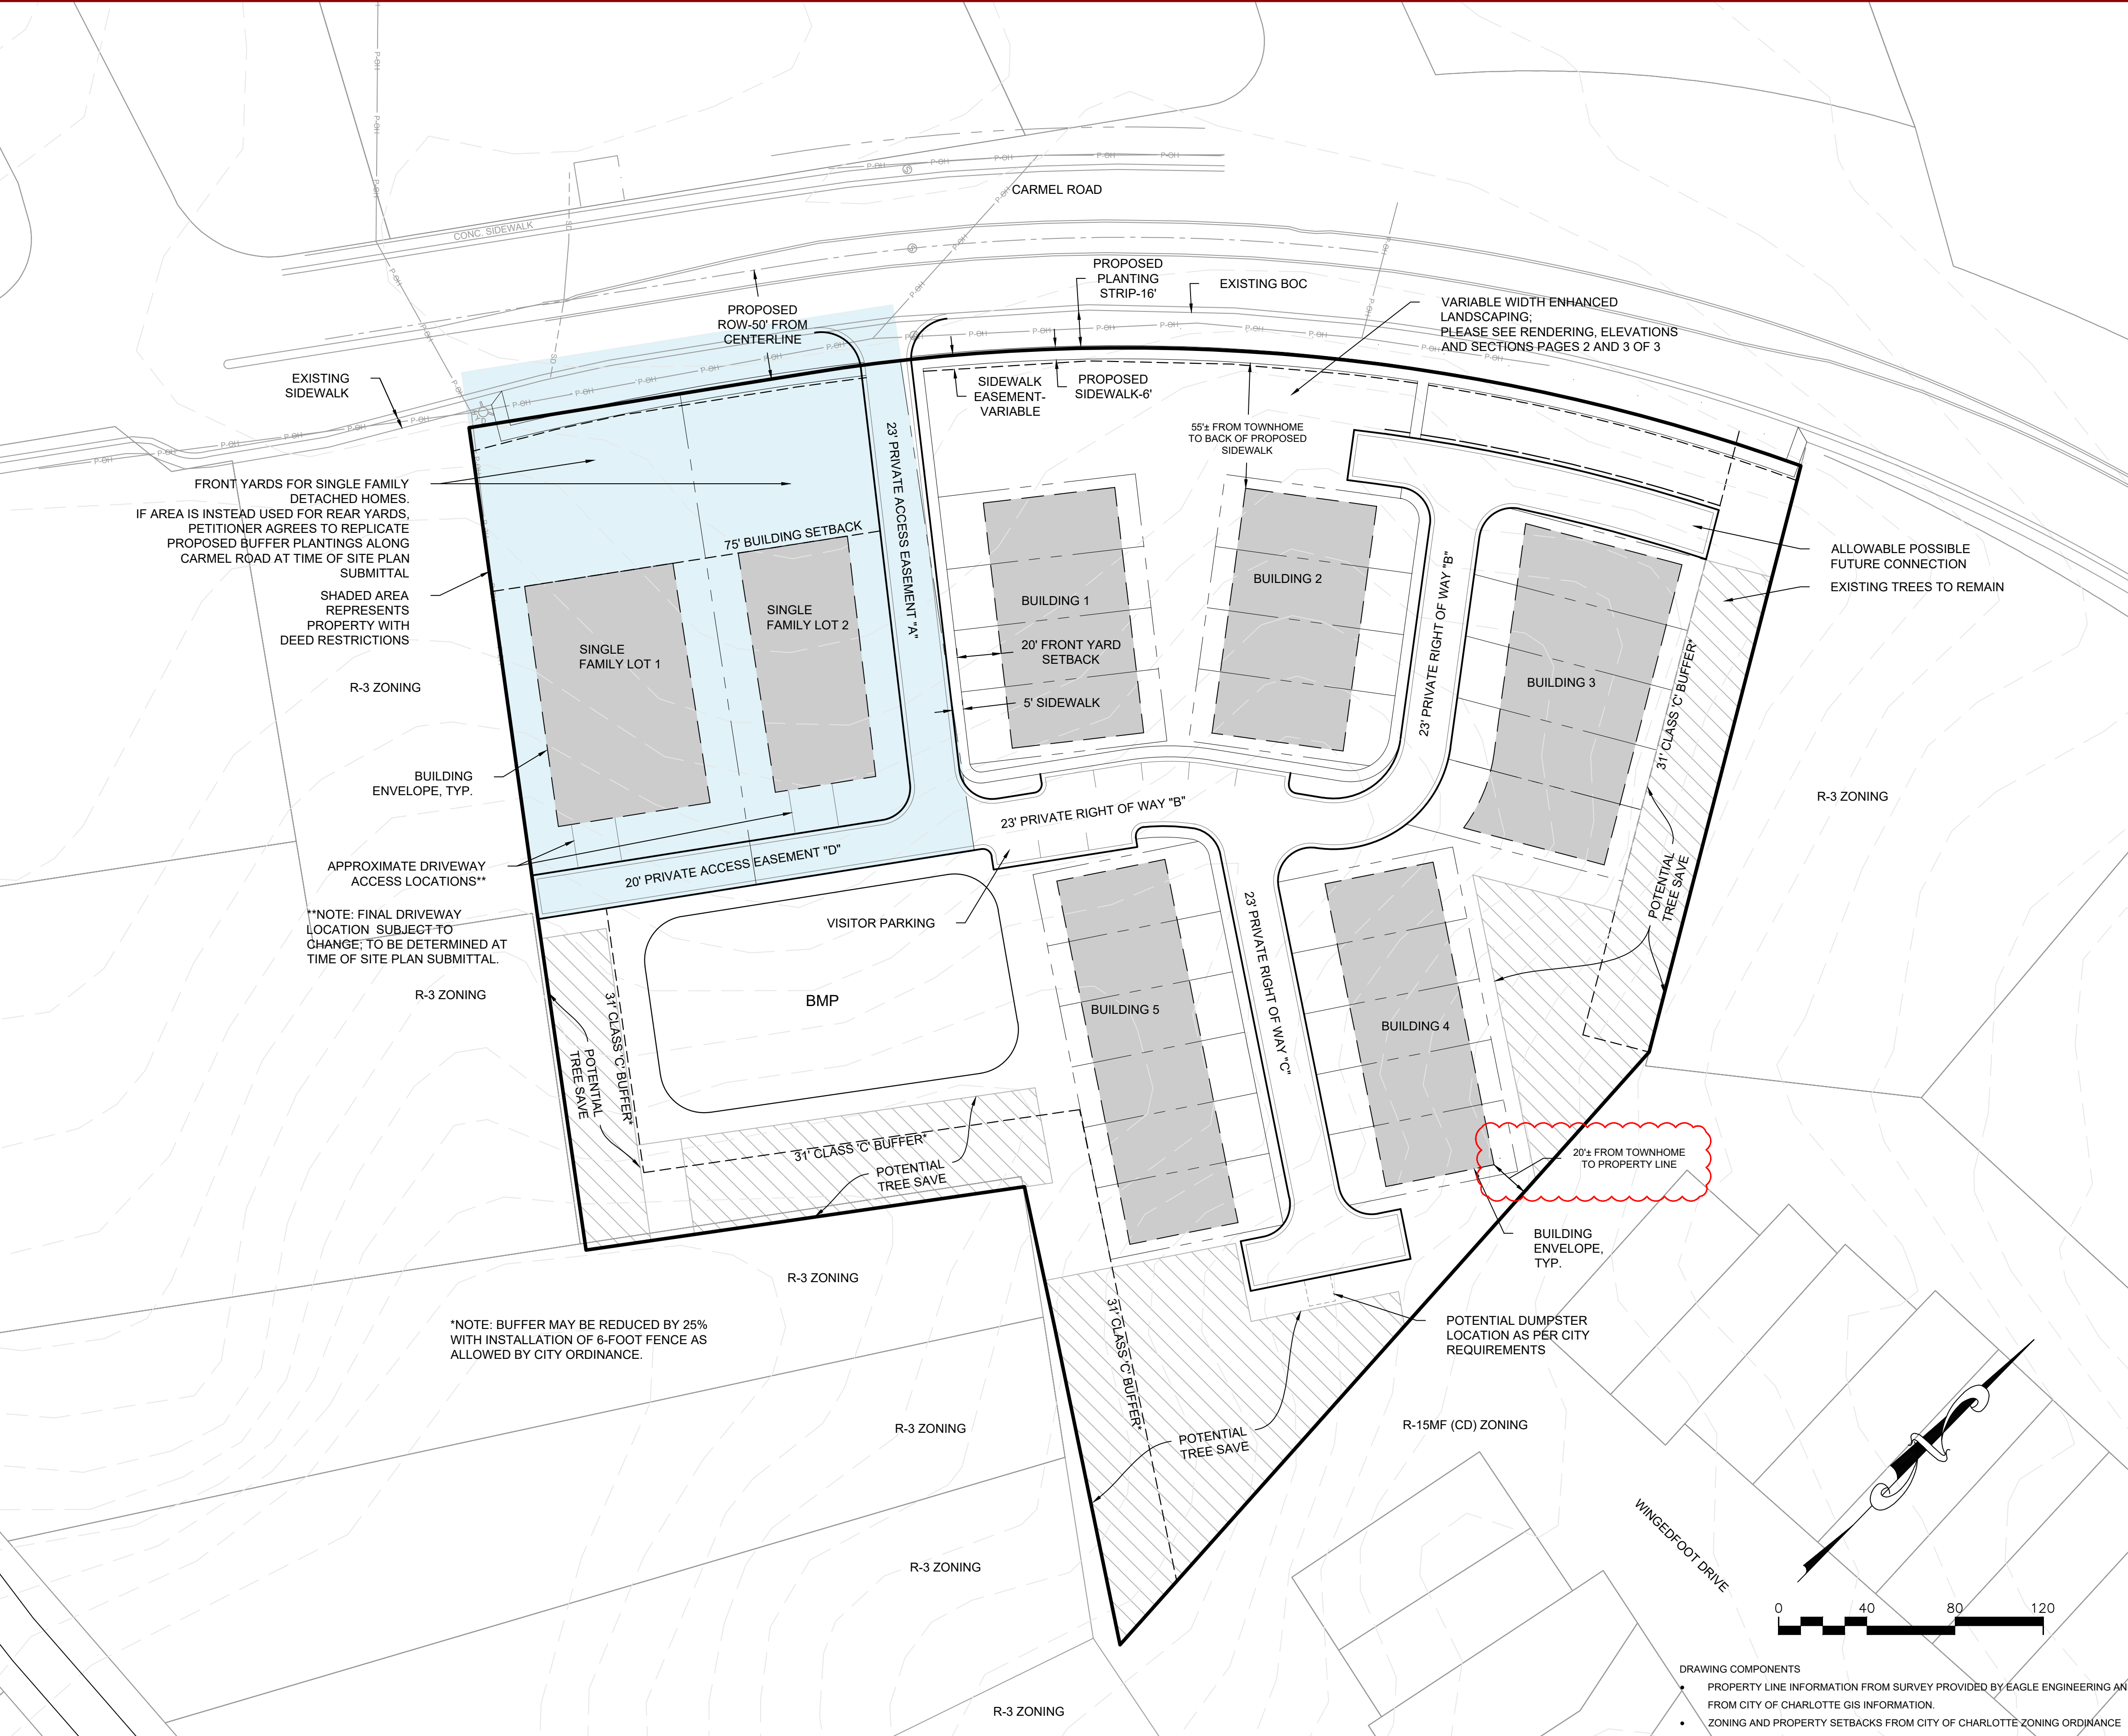 CARMEL ROAD
CONC. SIDEWALK
P-OH
SD
PROPOSED
ROW-50' FROM
CENTERLINE
PROPOSED
PLANTING
STRIP-16'
EXISTING BOC
VARIABLE WIDTH ENHANCED
LANDSCAPING;
PLEASE SEE RENDERING, ELEVATIONS
AND SECTIONS PAGES 2 AND 3 OF 3
EXISTING
SIDEWALK
SIDEWALK
EASEMENT-
VARIABLE
PROPOSED
SIDEWALK-6'
55'± FROM TOWNHOME
TO BACK OF PROPOSED
SIDEWALK
FRONT YARDS FOR SINGLE FAMILY
DETACHED HOMES.
IF AREA IS INSTEAD USED FOR REAR YARDS,
PETITIONER AGREES TO REPLICATE
PROPOSED BUFFER PLANTINGS ALONG
CARMEL ROAD AT TIME OF SITE PLAN
SUBMITTAL
SHADED AREA
REPRESENTS
PROPERTY WITH
DEED RESTRICTIONS
75' BUILDING SETBACK
23' PRIVATE ACCESS EASEMENT "A"
SINGLE
FAMILY LOT 1
SINGLE
FAMILY LOT 2
BUILDING 1
20' FRONT YARD
SETBACK
5' SIDEWALK
BUILDING 2
23' PRIVATE RIGHT OF WAY "B"
BUILDING 3
ALLOWABLE POSSIBLE
FUTURE CONNECTION
EXISTING TREES TO REMAIN
31' CLASS 'C' BUFFER*
R-3 ZONING
R-3 ZONING
BUILDING
ENVELOPE, TYP.
23' PRIVATE RIGHT OF WAY "B"
APPROXIMATE DRIVEWAY
ACCESS LOCATIONS**
20' PRIVATE ACCESS EASEMENT "D"
**NOTE: FINAL DRIVEWAY
LOCATION SUBJECT TO
CHANGE; TO BE DETERMINED AT
TIME OF SITE PLAN SUBMITTAL.
VISITOR PARKING
POTENTIAL
TREE SAVE
R-3 ZONING
BMP
BUILDING 5
23' PRIVATE RIGHT OF WAY "C"
BUILDING 4
31' CLASS 'C' BUFFER*
POTENTIAL
TREE SAVE
31' CLASS 'C' BUFFER*
POTENTIAL
TREE SAVE
20'± FROM TOWNHOME
TO PROPERTY LINE
BUILDING
ENVELOPE,
TYP.
R-3 ZONING
*NOTE: BUFFER MAY BE REDUCED BY 25%
WITH INSTALLATION OF 6-FOOT FENCE AS
ALLOWED BY CITY ORDINANCE.
31' CLASS 'C' BUFFER*
POTENTIAL DUMPSTER
LOCATION AS PER CITY
REQUIREMENTS
R-3 ZONING
POTENTIAL
TREE SAVE
R-15MF (CD) ZONING
R-3 ZONING
WINGEDFOOT DRIVE
0 40 80 120
R-3 ZONING
DRAWING COMPONENTS
• PROPERTY LINE INFORMATION FROM SURVEY PROVIDED BY EAGLE ENGINEERING AN
FROM CITY OF CHARLOTTE GIS INFORMATION.
• ZONING AND PROPERTY SETBACKS FROM CITY OF CHARLOTTE ZONING ORDINANCE